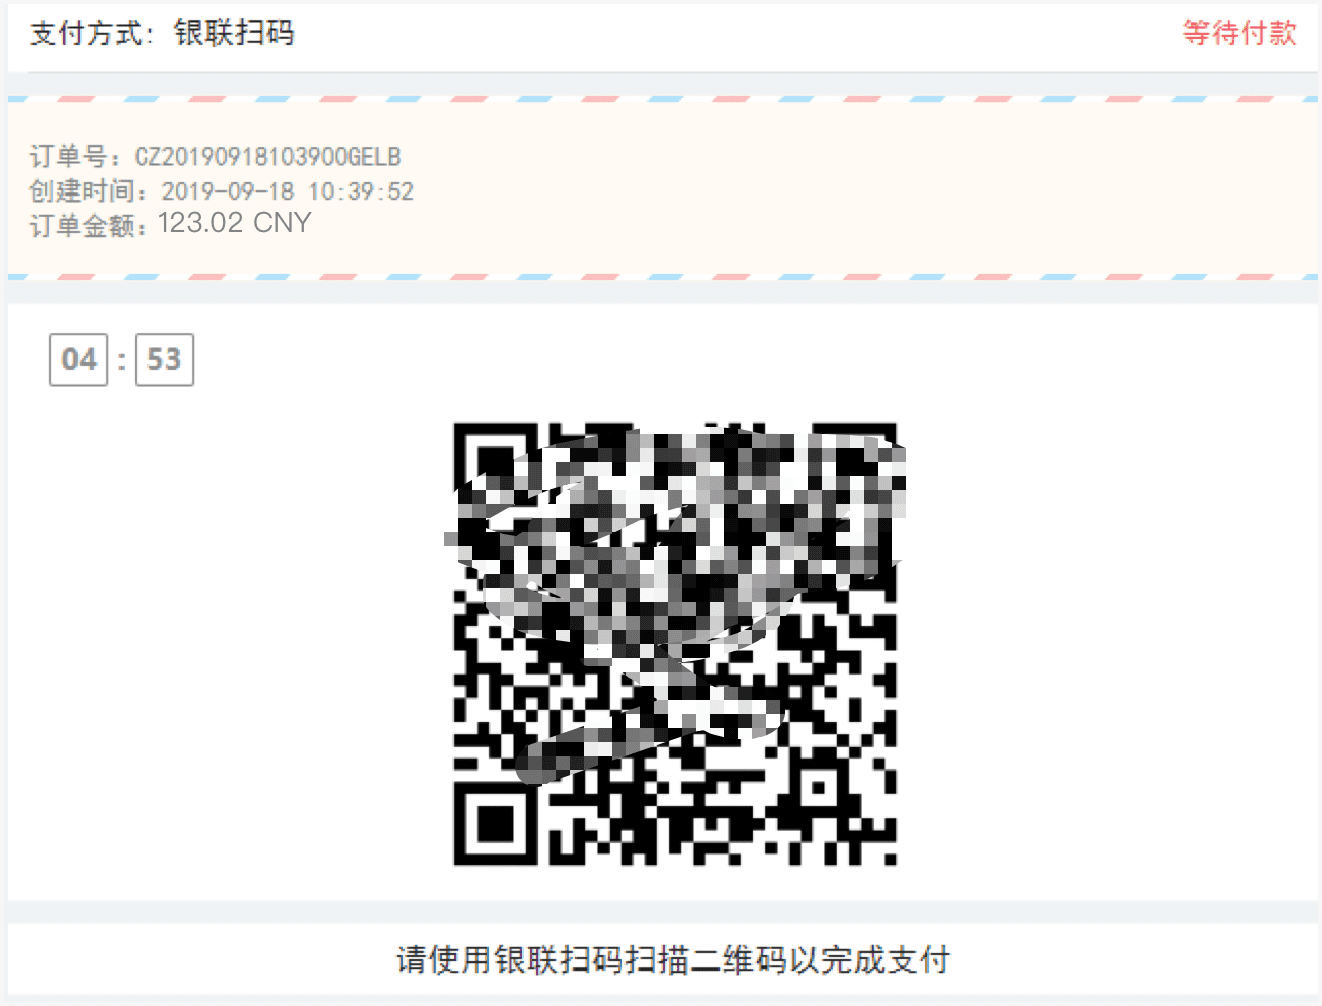 支付方式：银联扫码
等待付款
订单号：CZ20190918103900GELB
创建时间：2019-09-18 10:39:52
订单金额：123.02 CNY
04 : 53
请使用银联扫码扫描二维码以完成支付